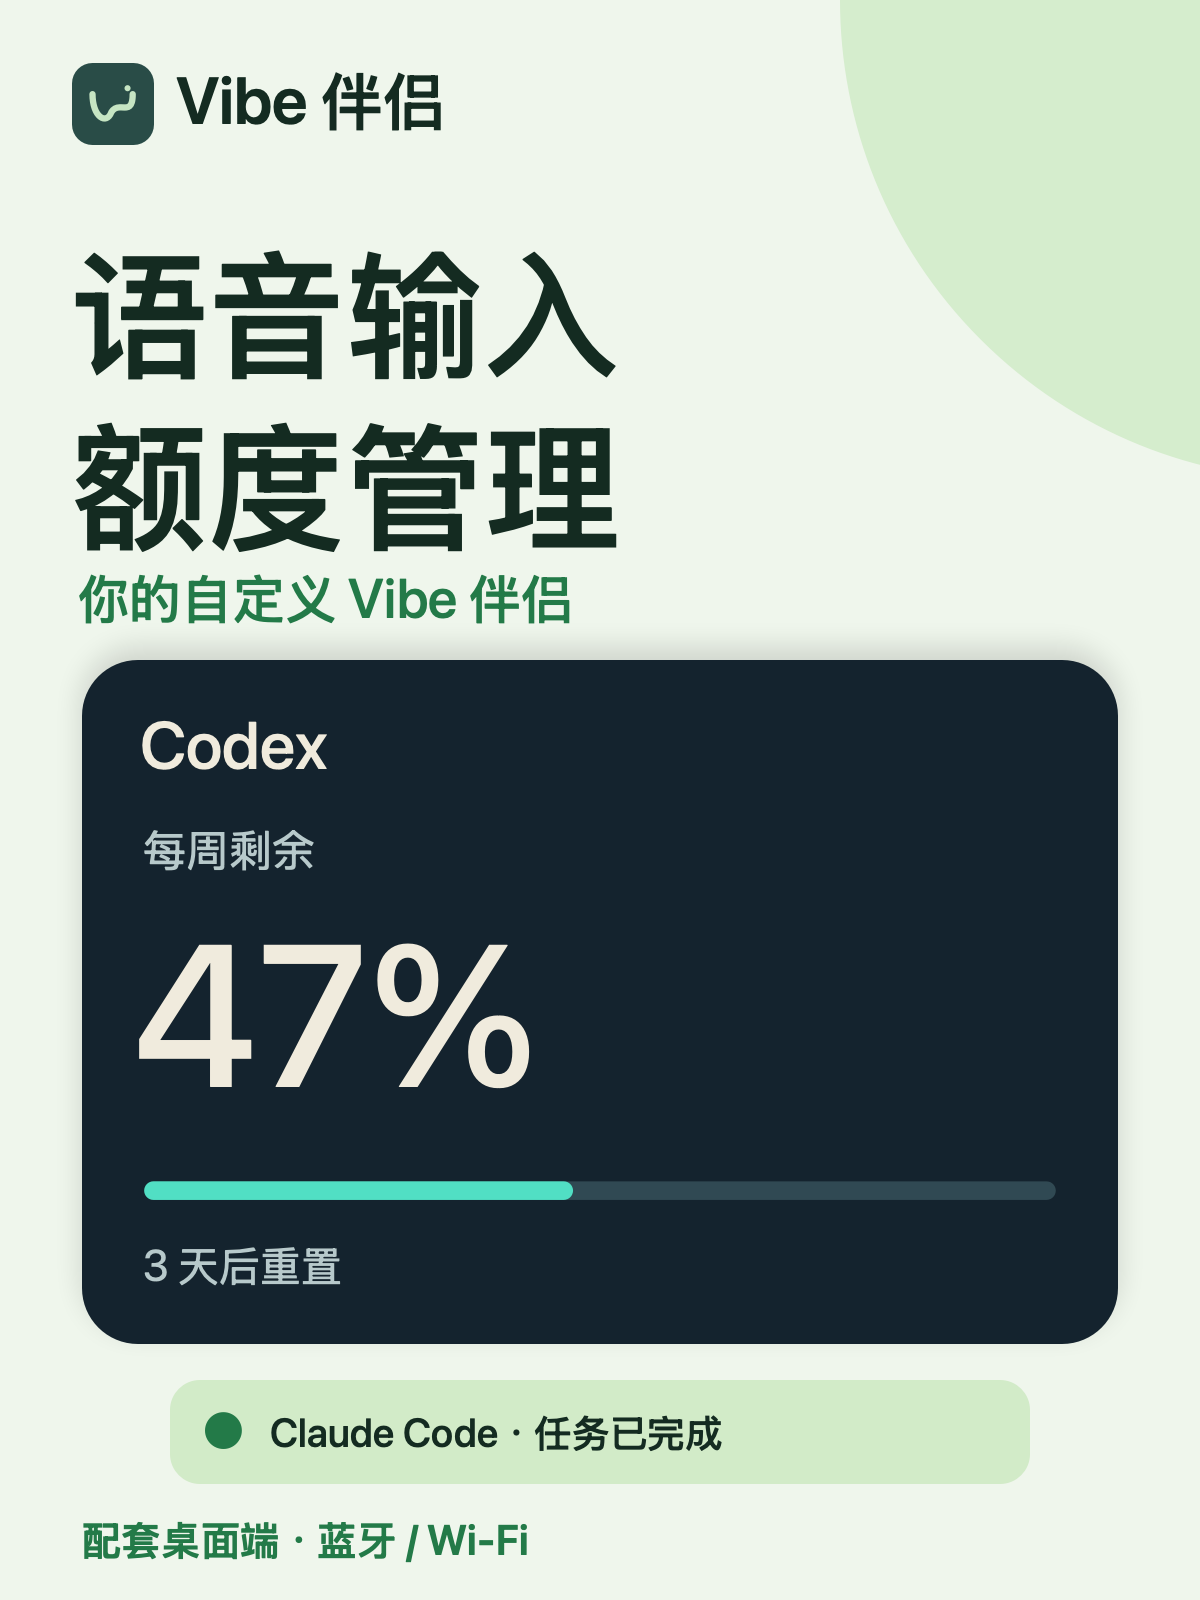 Vibe 伴侣
语音输入
额度管理
你的自定义 Vibe 伴侣
Codex
每周剩余
47%
3 天后重置
Claude Code · 任务已完成
配套桌面端 · 蓝牙 / Wi-Fi